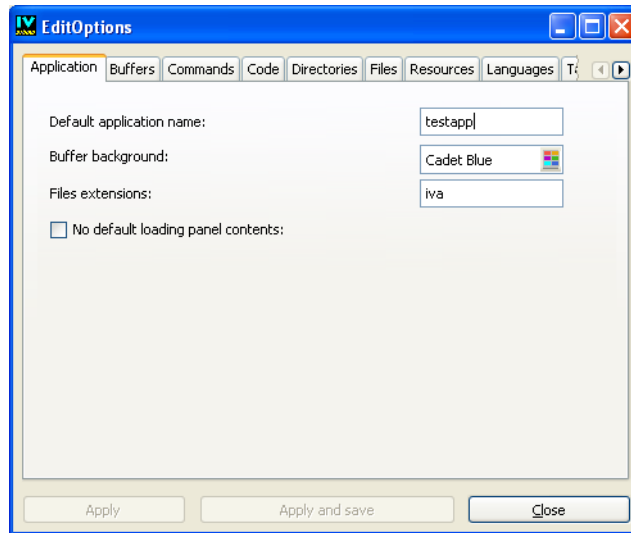 IV
EditOptions
Application Buffers Commands Code Directories Files Resources Languages
Default application name: testapp
Buffer background: Cadet Blue
Files extensions: iva
No default loading panel contents:
Apply Apply and save Close